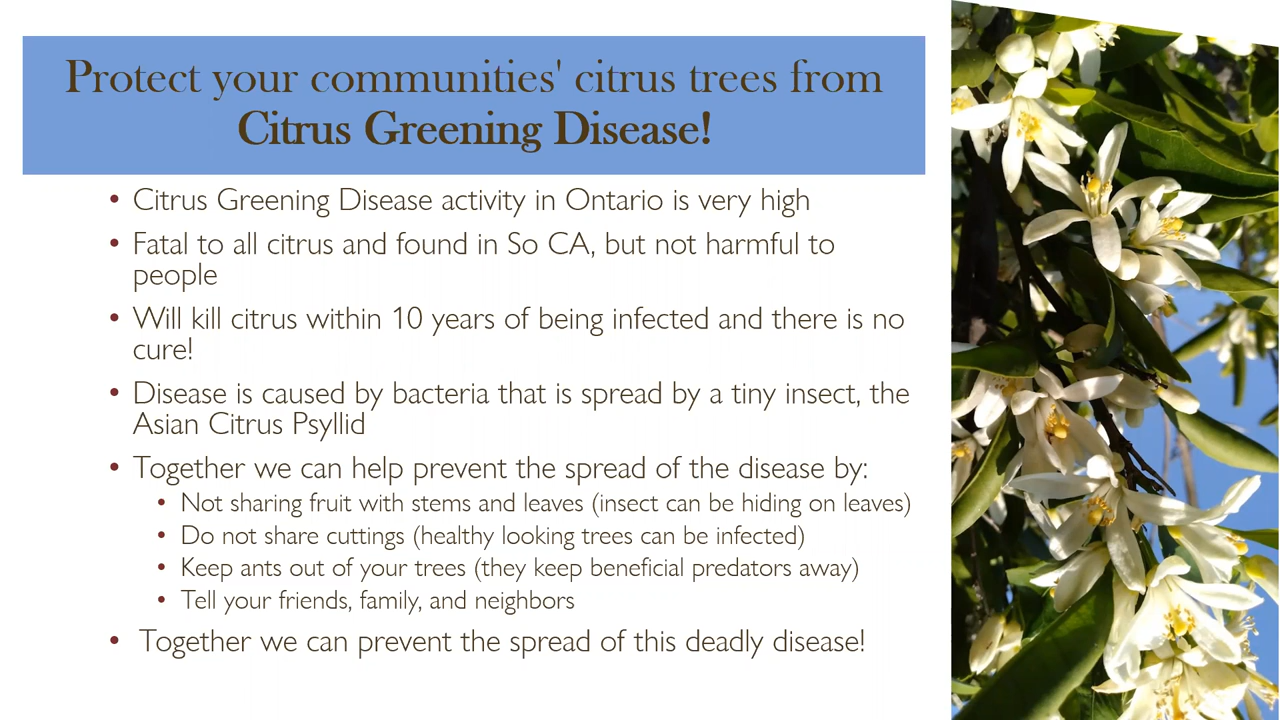 Protect your communities' citrus trees from
Citrus Greening Disease!
• Citrus Greening Disease activity in Ontario is very high
• Fatal to all citrus and found in So CA, but not harmful to
people
• Will kill citrus within 10 years of being infected and there is no
cure!
• Disease is caused by bacteria that is spread by a tiny insect, the
Asian Citrus Psyllid
• Together we can help prevent the spread of the disease by:
• Not sharing fruit with stems and leaves (insect can be hiding on leaves)
• Do not share cuttings (healthy looking trees can be infected)
• Keep ants out of your trees (they keep beneficial predators away)
• Tell your friends, family, and neighbors
• Together we can prevent the spread of this deadly disease!